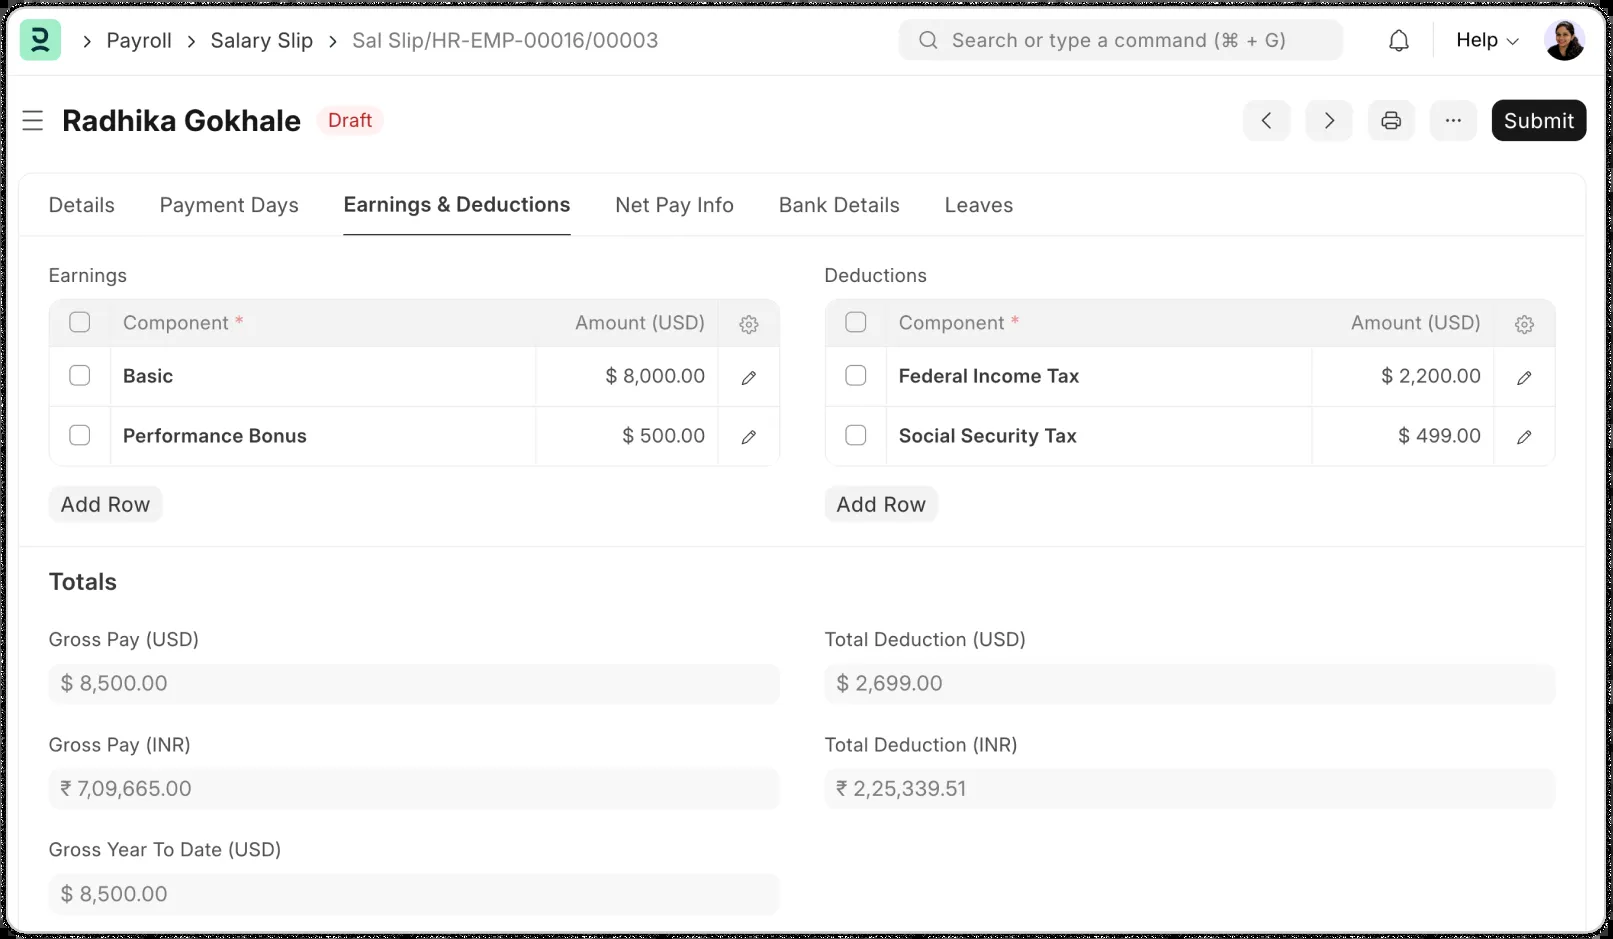 Payroll Salary Slip Sal Slip/HR-EMP-00016/00003 Search or type a command (⌘ + G) Help
Radhika Gokhale Draft Submit
Details Payment Days Earnings & Deductions Net Pay Info Bank Details Leaves
Earnings
Component * Amount (USD)
Basic $ 8,000.00
Performance Bonus $ 500.00
Add Row
Deductions
Component * Amount (USD)
Federal Income Tax $ 2,200.00
Social Security Tax $ 499.00
Add Row
Totals
Gross Pay (USD)
$ 8,500.00
Gross Pay (INR)
₹ 7,09,665.00
Gross Year To Date (USD)
$ 8,500.00
Total Deduction (USD)
$ 2,699.00
Total Deduction (INR)
₹ 2,25,339.51